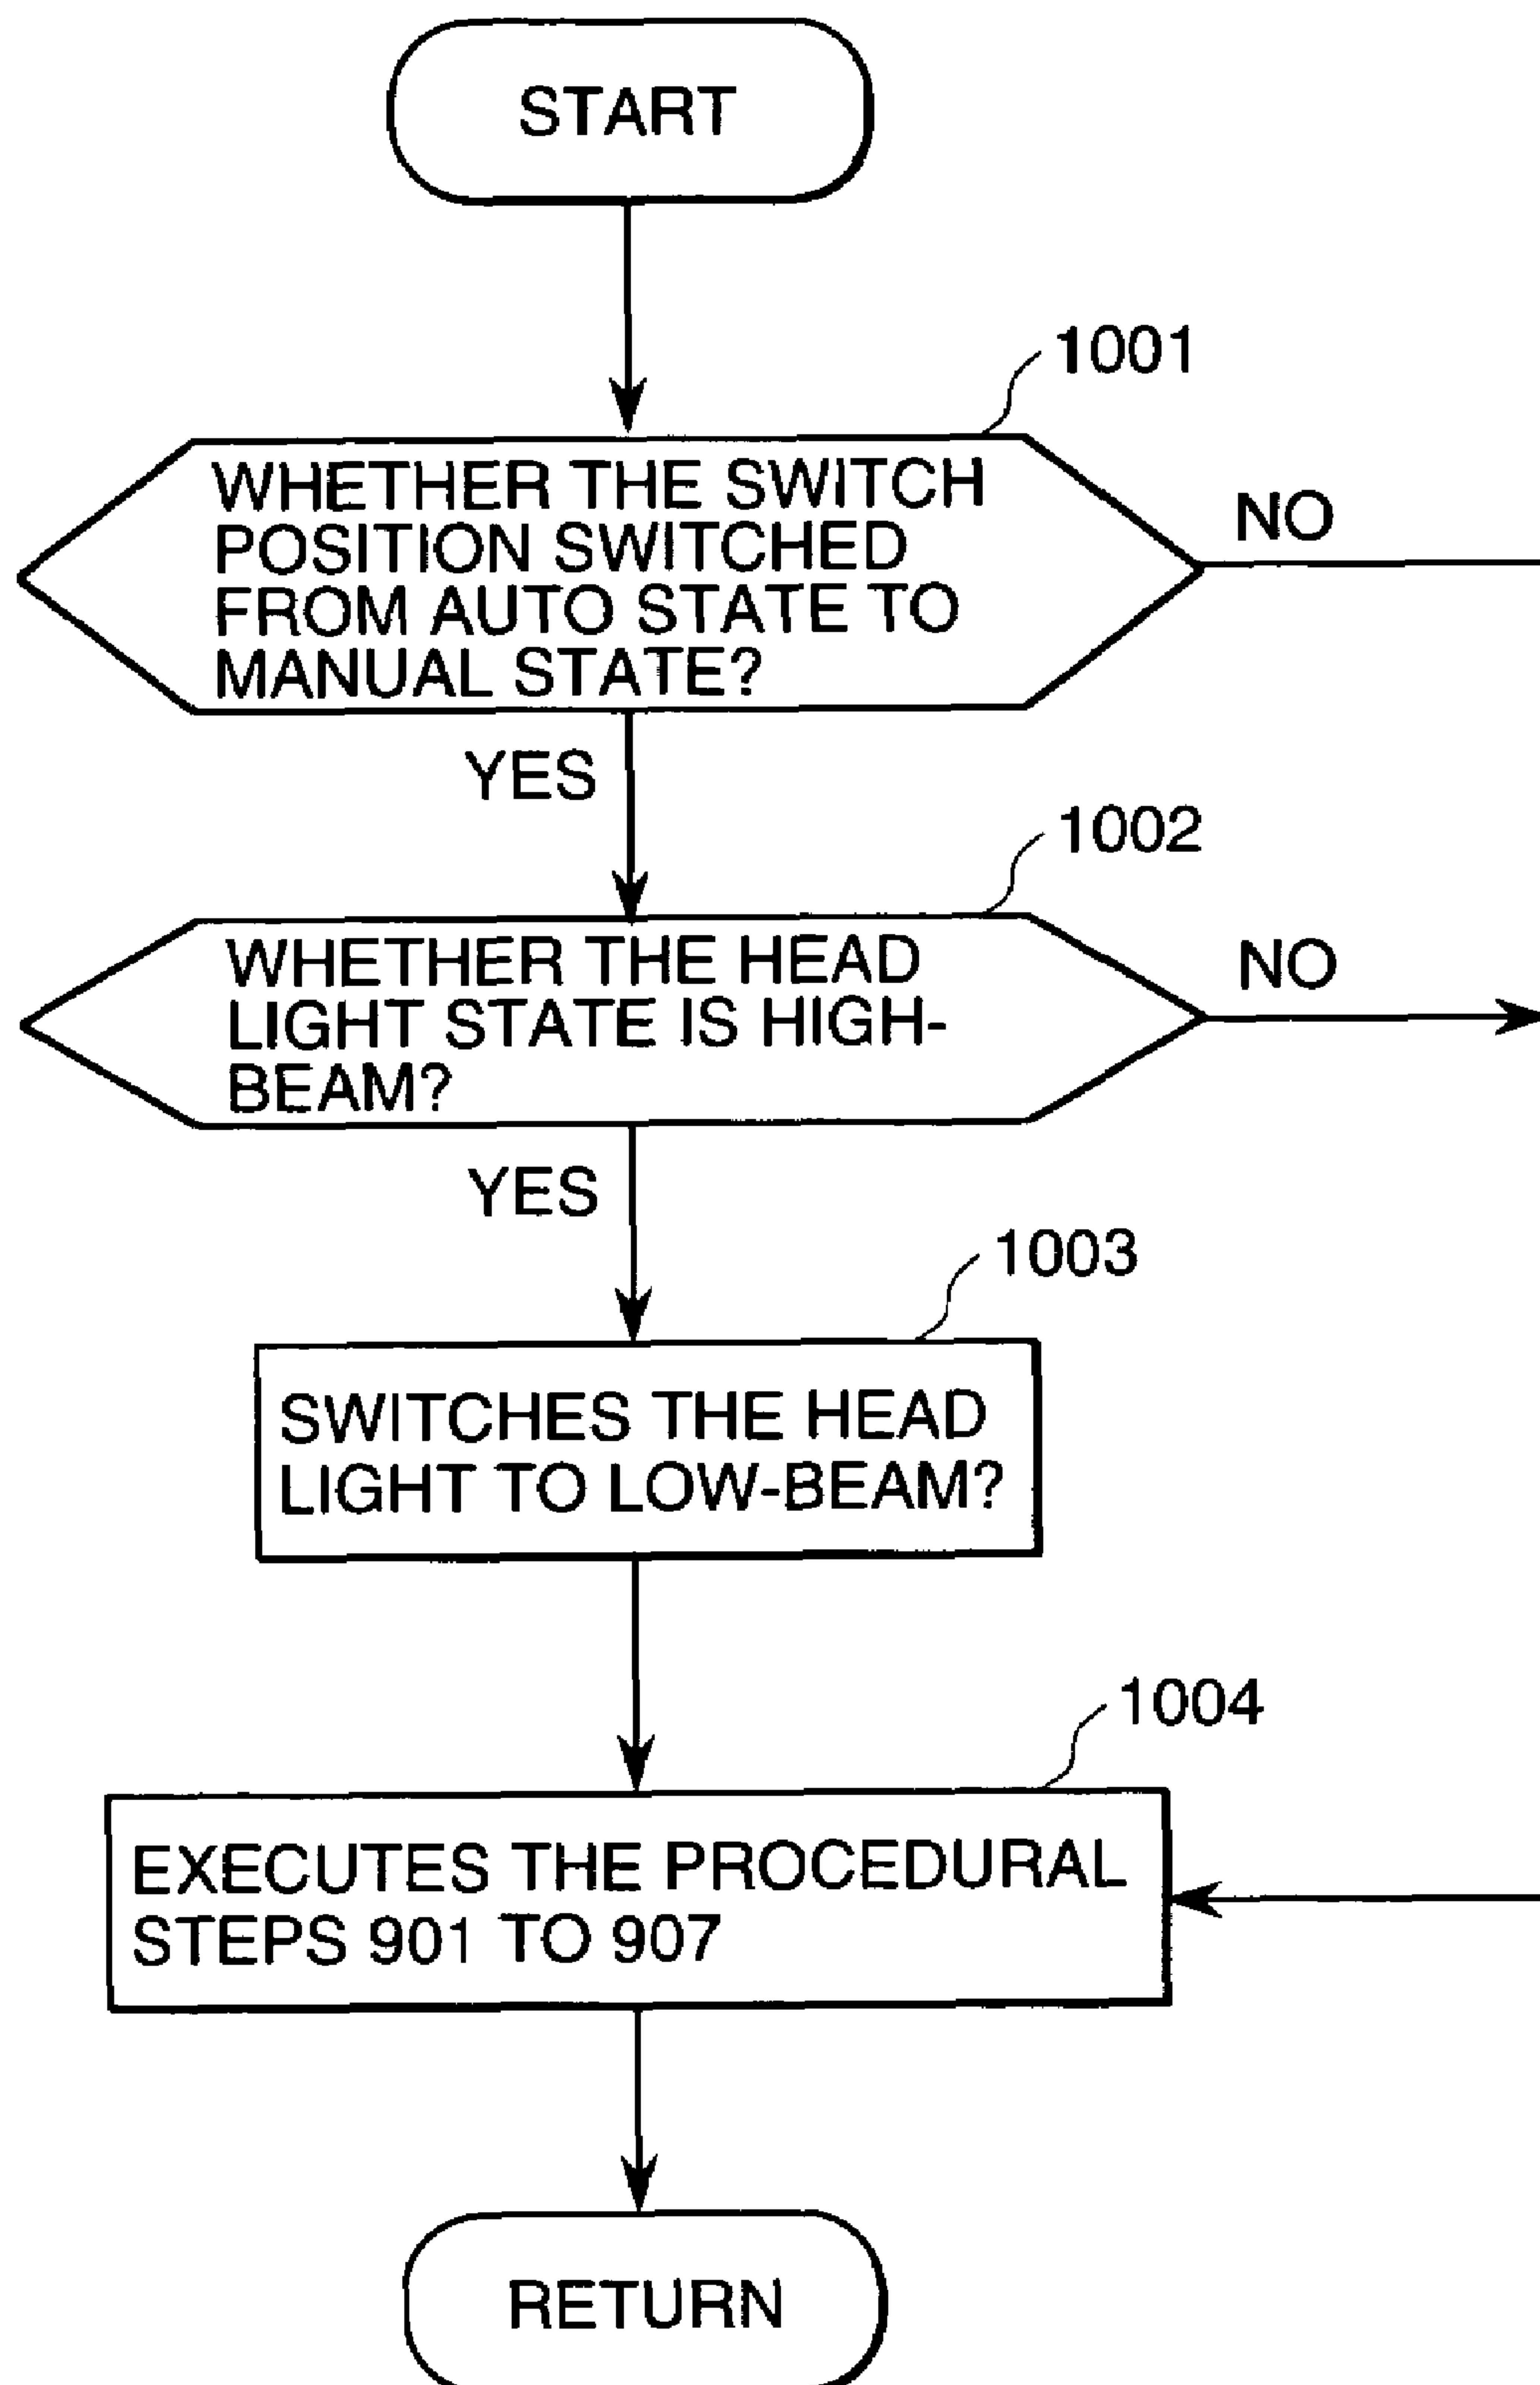 START
1001
WHETHER THE SWITCH
POSITION SWITCHED
FROM AUTO STATE TO
MANUAL STATE?
NO
YES
1002
WHETHER THE HEAD
LIGHT STATE IS HIGH-
BEAM?
NO
YES
1003
SWITCHES THE HEAD
LIGHT TO LOW-BEAM?
1004
EXECUTES THE PROCEDURAL
STEPS 901 TO 907
RETURN